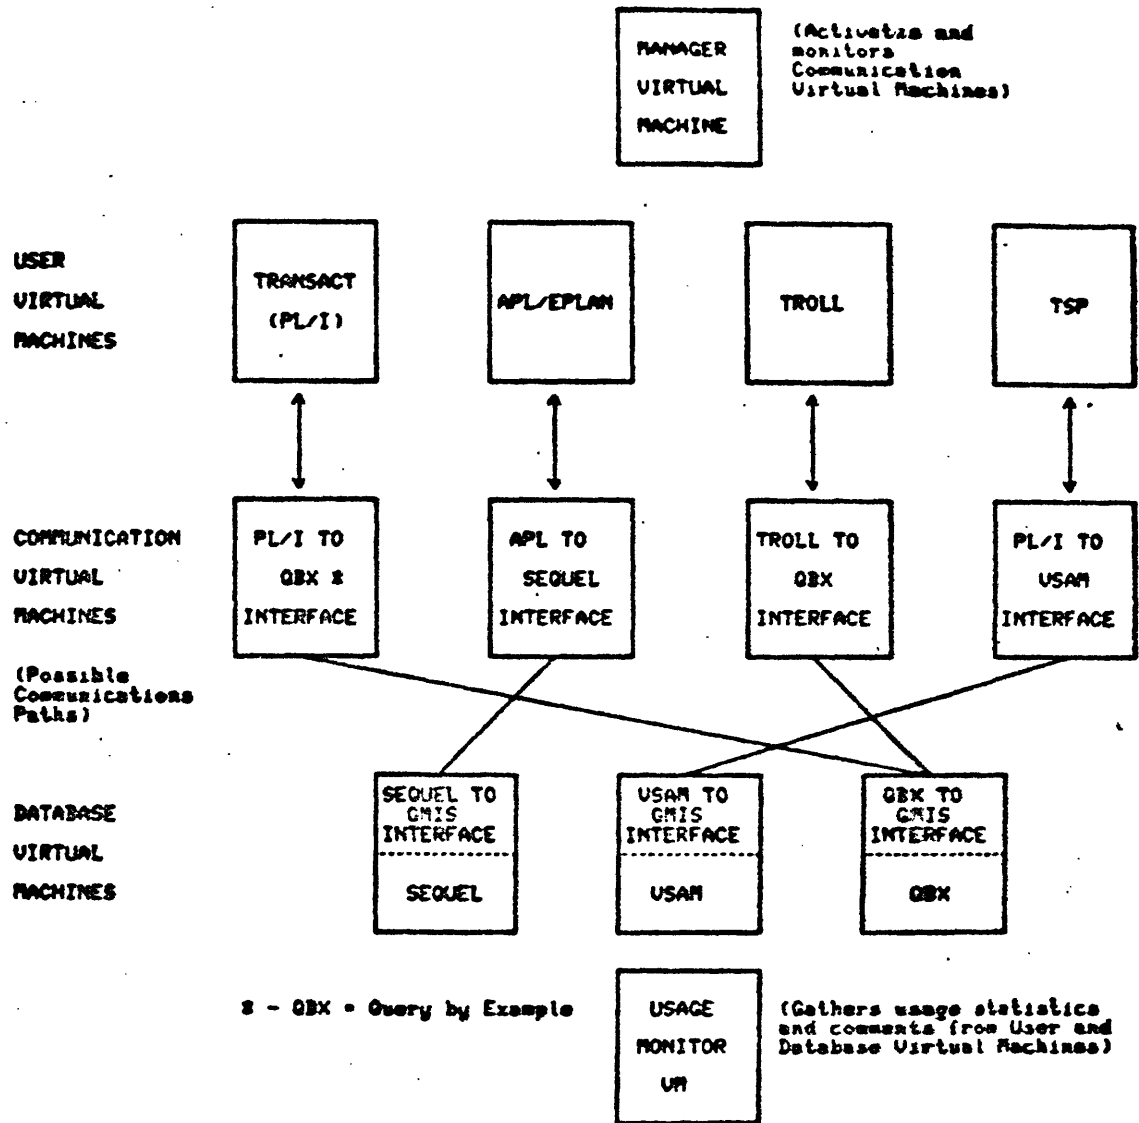 MANAGER
VIRTUAL
MACHINE
(Activates and
monitors
Communication
Virtual Machines)
USER
VIRTUAL
MACHINES
TRANSACT
(PL/I)
APL/EPLAN
TROLL
TSP
COMMUNICATION
VIRTUAL
MACHINES
(Possible
Communications
Paths)
PL/I TO
QBX *
INTERFACE
APL TO
SEQUEL
INTERFACE
TROLL TO
QBX
INTERFACE
PL/I TO
VSAM
INTERFACE
DATABASE
VIRTUAL
MACHINES
SEQUEL TO
GMIS
INTERFACE
SEQUEL
VSAM TO
GMIS
INTERFACE
VSAM
QBX TO
GMIS
INTERFACE
QBX
* - QBX = Query by Example
USAGE
MONITOR
VM
(Gathers usage statistics
and comments from User and
Database Virtual Machines)